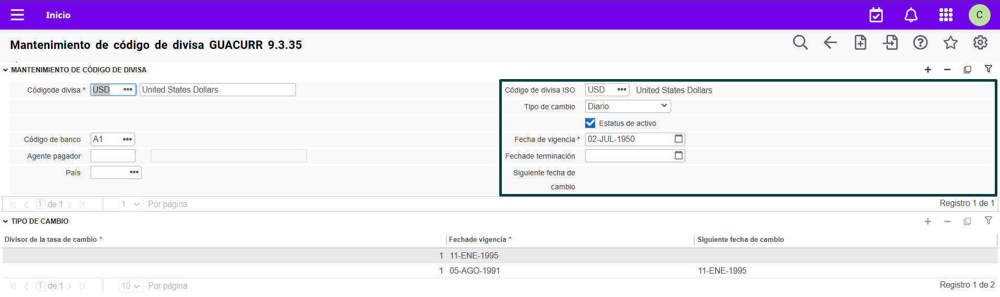 Inicio
C
Mantenimiento de código de divisa GUACURR 9.3.35
MANTENIMIENTO DE CÓDIGO DE DIVISA
Códigode divisa * USD United States Dollars
Código de divisa ISO USD United States Dollars
Tipo de cambio Diario
Estatus de activo
Código de banco A1
Fecha de vigencia * 02-JUL-1950
Agente pagador
Fechade terminación
País
Siguiente fecha de
cambio
1 de 1 1 Por página Registro 1 de 1
TIPO DE CAMBIO
Divisor de la tasa de cambio * Fechade vigencia * Siguiente fecha de cambio
1 11-ENE-1995
1 05-AGO-1991 11-ENE-1995
1 de 1 10 Por página Registro 1 de 2